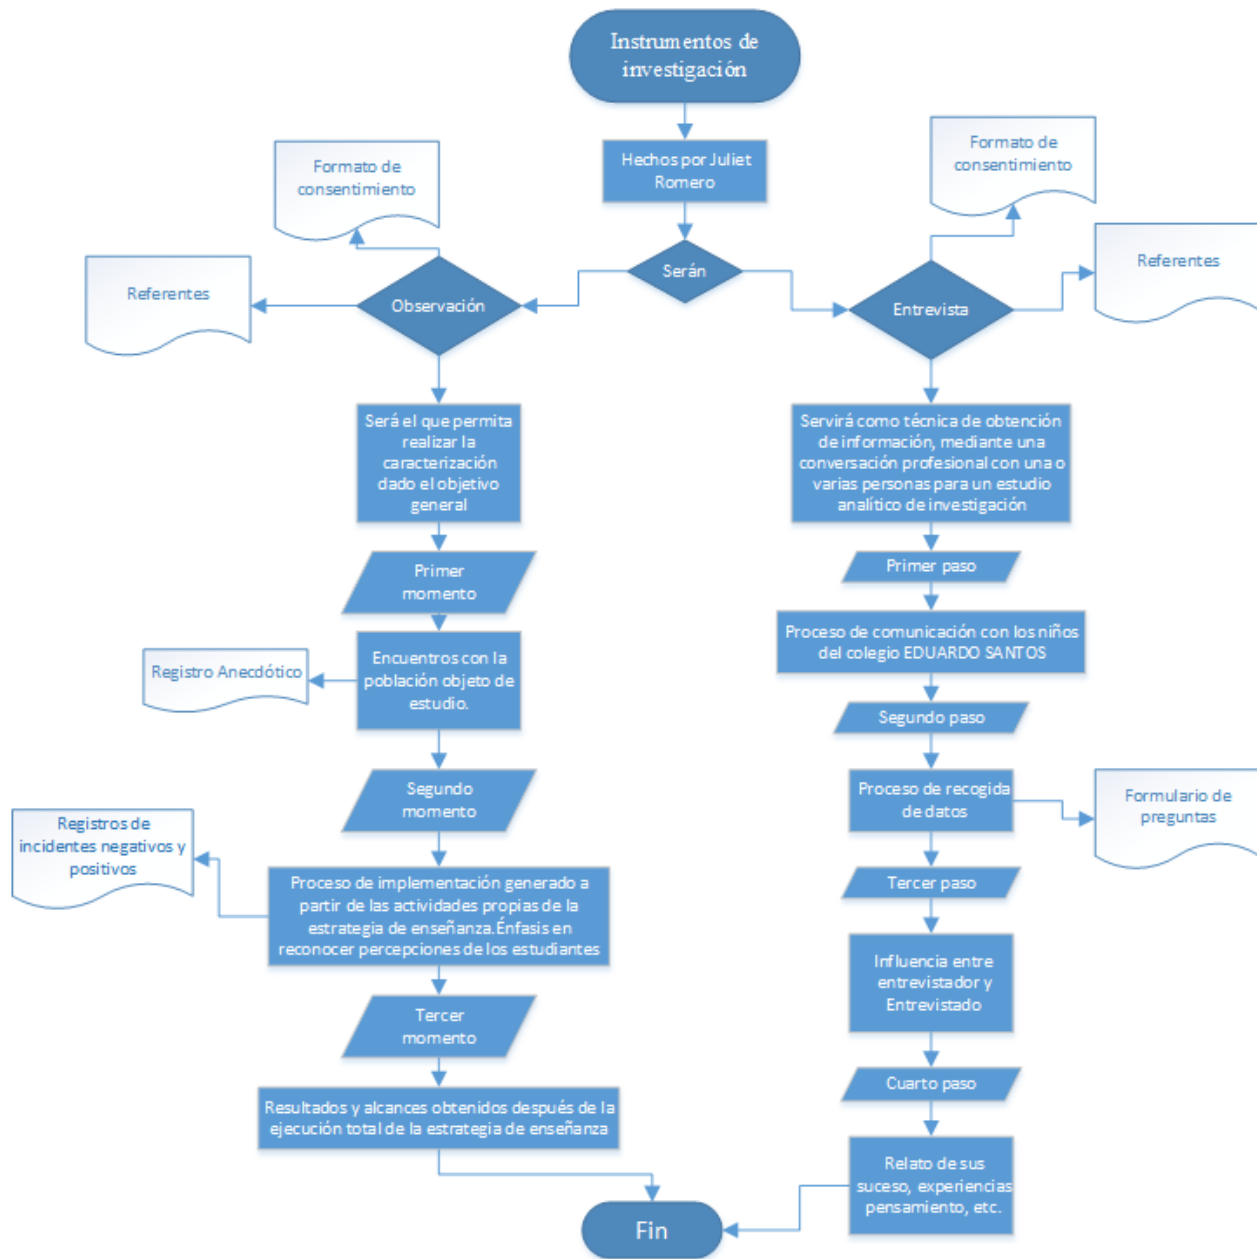 Instrumentos de
investigación
Hechos por Juliet
Romero
Serán
Formato de
consentimiento
Referentes
Observación
Será el que permita
realizar la
caracterización
dado el objetivo
general
Primer
momento
Encuentros con la
población objeto de
estudio.
Registro Anecdótico
Segundo
momento
Registros de
incidentes negativos y
positivos
Proceso de implementación generado a
partir de las actividades propias de la
estrategia de enseñanza.Énfasis en
reconocer percepciones de los estudiantes
Tercer
momento
Resultados y alcances obtenidos después de la
ejecución total de la estrategia de enseñanza
Formato de
consentimiento
Referentes
Entrevista
Servirá como técnica de obtención
de información, mediante una
conversación profesional con una o
varias personas para un estudio
analítico de investigación
Primer paso
Proceso de comunicación con los niños
del colegio EDUARDO SANTOS
Segundo paso
Proceso de recogida
de datos
Formulario de
preguntas
Tercer paso
Influencia entre
entrevistador y
Entrevistado
Cuarto paso
Relato de sus
suceso, experiencias
pensamiento, etc.
Fin